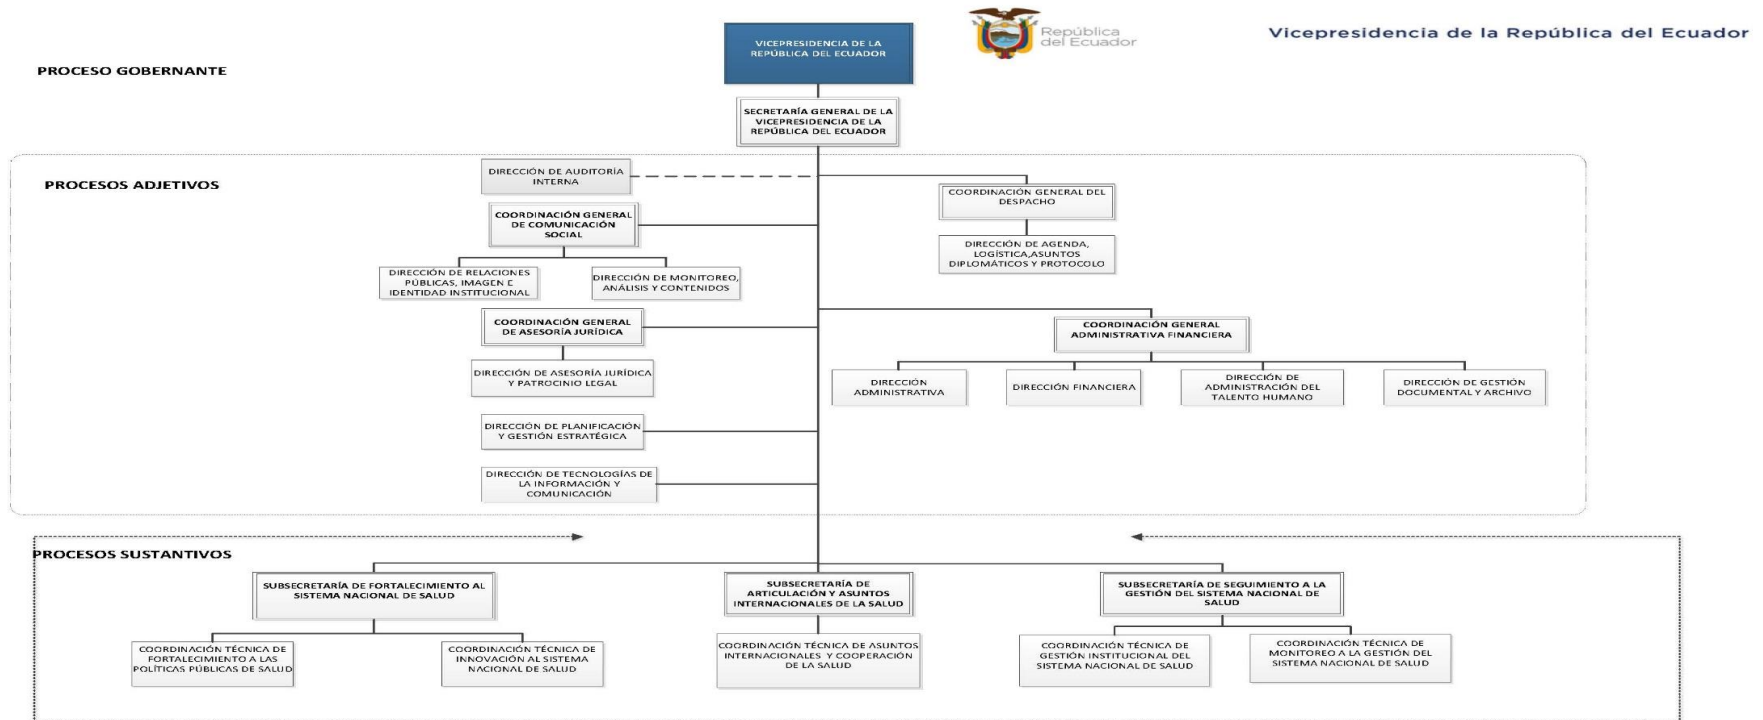 República
del Ecuador
Vicepresidencia de la República del Ecuador
VICEPRESIDENCIA DE LA
REPÚBLICA DEL ECUADOR
PROCESO GOBERNANTE
SECRETARÍA GENERAL DE LA
VICEPRESIDENCIA DE LA
REPÚBLICA DEL ECUADOR
PROCESOS ADJETIVOS
DIRECCIÓN DE AUDITORÍA
INTERNA
COORDINACIÓN GENERAL DEL
DESPACHO
COORDINACIÓN GENERAL
DE COMUNICACIÓN
SOCIAL
DIRECCIÓN DE AGENDA,
LOGÍSTICA,ASUNTOS
DIPLOMÁTICOS Y PROTOCOLO
DIRECCIÓN DE RELACIONES
PÚBLICAS, IMAGEN E
IDENTIDAD INSTITUCIONAL
DIRECCIÓN DE MONITOREO,
ANÁLISIS Y CONTENIDOS
COORDINACIÓN GENERAL
DE ASESORÍA JURÍDICA
COORDINACIÓN GENERAL
ADMINISTRATIVA FINANCIERA
DIRECCIÓN DE ASESORÍA JURÍDICA
Y PATROCINIO LEGAL
DIRECCIÓN
ADMINISTRATIVA
DIRECCIÓN FINANCIERA
DIRECCIÓN DE
ADMINISTRACIÓN DEL
TALENTO HUMANO
DIRECCIÓN DE GESTIÓN
DOCUMENTAL Y ARCHIVO
DIRECCIÓN DE PLANIFICACIÓN
Y GESTIÓN ESTRATÉGICA
DIRECCIÓN DE TECNOLOGÍAS DE
LA INFORMACIÓN Y
COMUNICACIÓN
PROCESOS SUSTANTIVOS
SUBSECRETARÍA DE FORTALECIMIENTO AL
SISTEMA NACIONAL DE SALUD
SUBSECRETARÍA DE
ARTICULACIÓN Y ASUNTOS
INTERNACIONALES DE LA SALUD
SUBSECRETARÍA DE SEGUIMIENTO A LA
GESTIÓN DEL SISTEMA NACIONAL DE
SALUD
COORDINACIÓN TÉCNICA DE
FORTALECIMIENTO A LAS
POLÍTICAS PÚBLICAS DE SALUD
COORDINACIÓN TÉCNICA DE
INNOVACIÓN AL SISTEMA
NACIONAL DE SALUD
COORDINACIÓN TÉCNICA DE ASUNTOS
INTERNACIONALES Y COOPERACIÓN
DE LA SALUD
COORDINACIÓN TÉCNICA DE
GESTIÓN INSTITUCIONAL DEL
SISTEMA NACIONAL DE SALUD
COORDINACIÓN TÉCNICA DE
MONITOREO A LA GESTIÓN DEL
SISTEMA NACIONAL DE SALUD